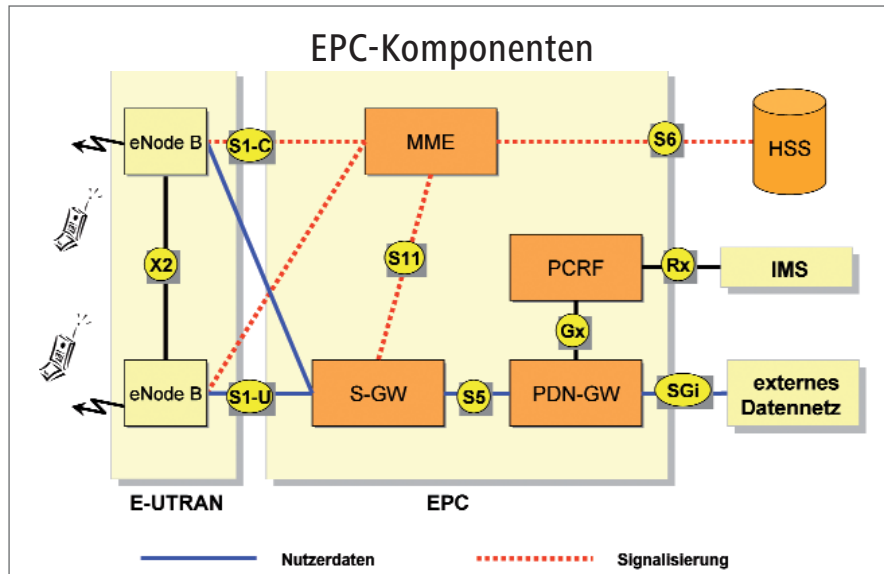 EPC-Komponenten
eNode B
S1-C
MME
S6
HSS
X2
S11
PCRF
Rx
IMS
Gx
eNode B
S1-U
S-GW
S5
PDN-GW
SGi
externes
Datennetz
E-UTRAN
EPC
Nutzerdaten
Signalisierung